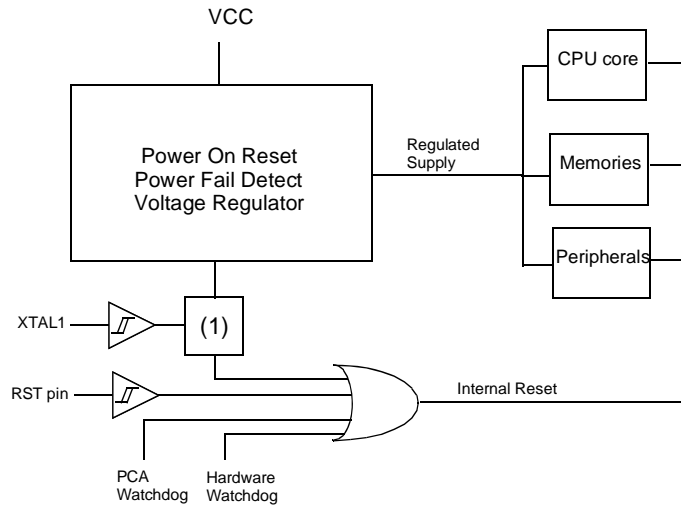 VCC
CPU core
Power On Reset
Power Fail Detect
Voltage Regulator
Regulated
Supply
Memories
Peripherals
XTAL1
(1)
RST pin
Internal Reset
PCA
Watchdog
Hardware
Watchdog